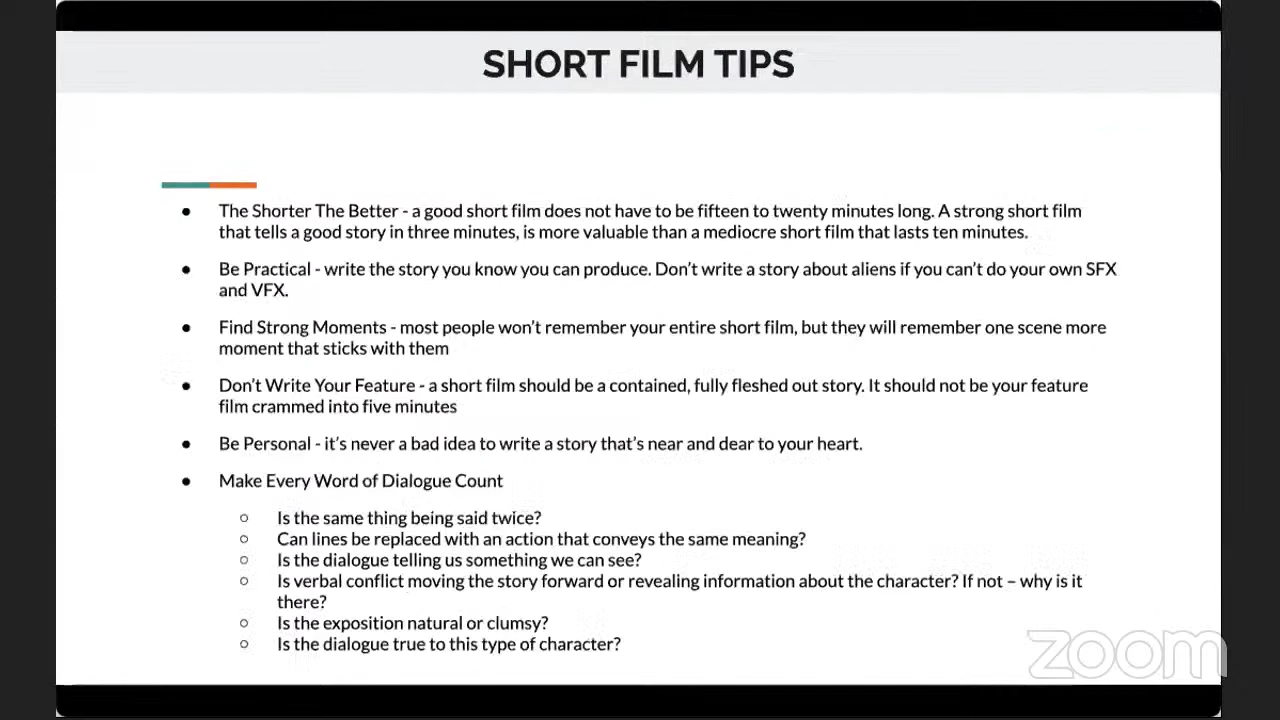 SHORT FILM TIPS
● The Shorter The Better - a good short film does not have to be fifteen to twenty minutes long. A strong short film
that tells a good story in three minutes, is more valuable than a mediocre short film that lasts ten minutes.
● Be Practical - write the story you know you can produce. Don't write a story about aliens if you can't do your own SFX
and VFX.
● Find Strong Moments - most people won't remember your entire short film, but they will remember one scene more
moment that sticks with them
● Don't Write Your Feature - a short film should be a contained, fully fleshed out story. It should not be your feature
film crammed into five minutes
● Be Personal - it's never a bad idea to write a story that's near and dear to your heart.
● Make Every Word of Dialogue Count
○ Is the same thing being said twice?
○ Can lines be replaced with an action that conveys the same meaning?
○ Is the dialogue telling us something we can see?
○ Is verbal conflict moving the story forward or revealing information about the character? If not – why is it
there?
○ Is the exposition natural or clumsy?
○ Is the dialogue true to this type of character?
zoom